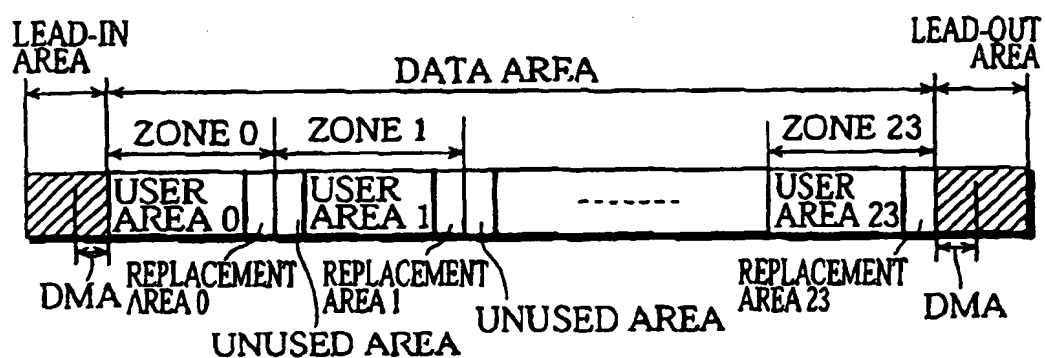 LEAD-IN
AREA
LEAD-OUT
AREA
DATA AREA
ZONE 0
ZONE 1
ZONE 23
USER
AREA 0
USER
AREA 1
-------
USER
AREA 23
DMA
REPLACEMENT
AREA 0
REPLACEMENT
AREA 1
REPLACEMENT
AREA 23
DMA
UNUSED AREA
UNUSED AREA